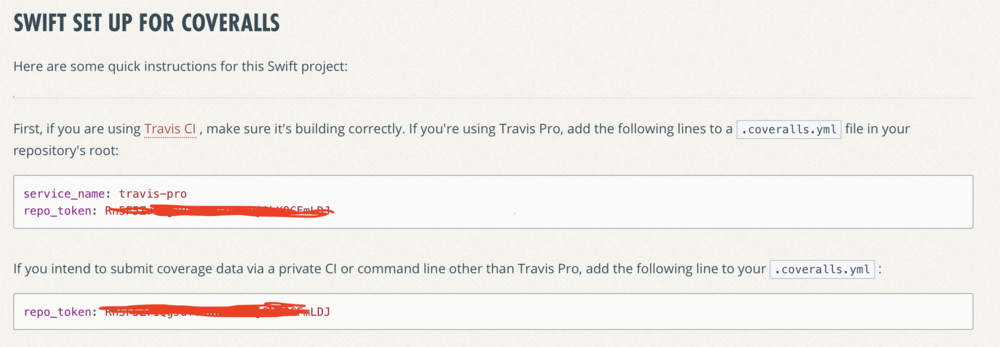 SWIFT SET UP FOR COVERALLS
Here are some quick instructions for this Swift project:
First, if you are using Travis CI , make sure it's building correctly. If you're using Travis Pro, add the following lines to a .coveralls.yml file in your
repository's root:
service_name: travis-pro
repo_token:
If you intend to submit coverage data via a private CI or command line other than Travis Pro, add the following line to your .coveralls.yml :
repo_token: